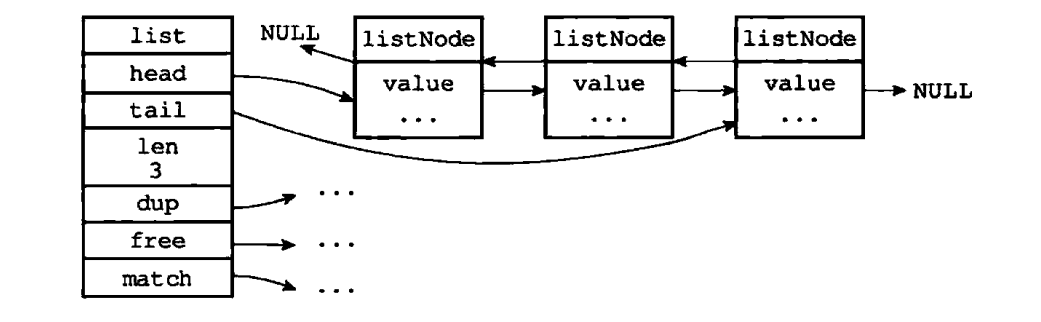 list
head
tail
len
3
dup
free
match
NULL
listNode
value
...
listNode
value
...
listNode
value
...
NULL
...
...
...